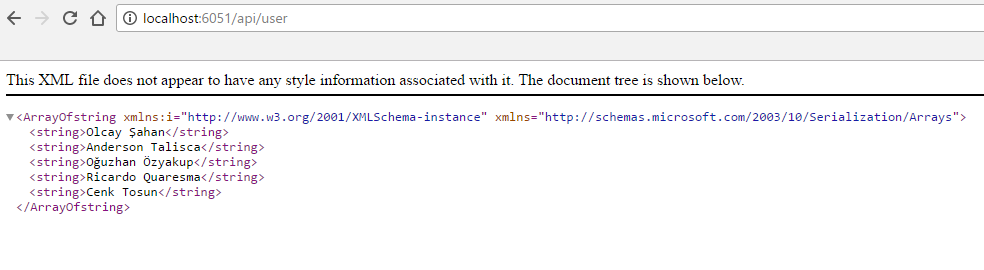 localhost:6051/api/user
This XML file does not appear to have any style information associated with it. The document tree is shown below.
<ArrayOfstring xmlns:i="http://www.w3.org/2001/XMLSchema-instance" xmlns="http://schemas.microsoft.com/2003/10/Serialization/Arrays">
<string>Olcay Şahan</string>
<string>Anderson Talisca</string>
<string>Oğuzhan Özyakup</string>
<string>Ricardo Quaresma</string>
<string>Cenk Tosun</string>
</ArrayOfstring>